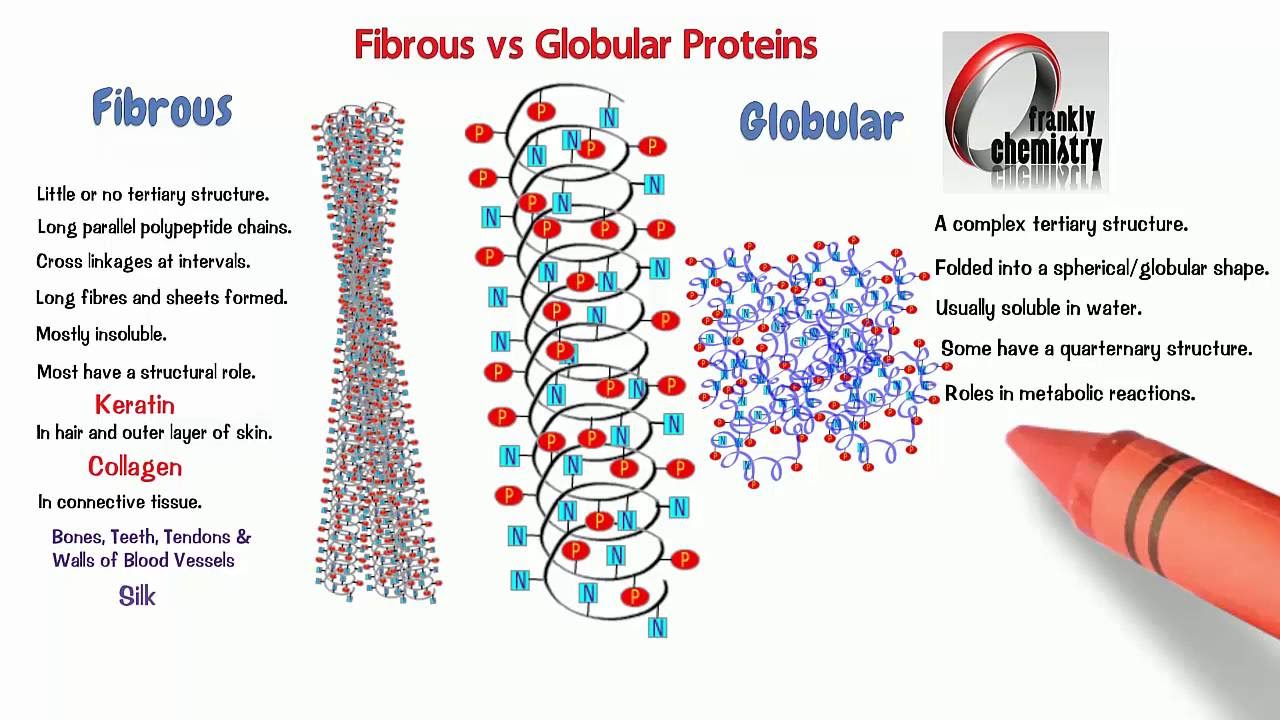 Fibrous vs Globular Proteins
Fibrous
Little or no tertiary structure.
Long parallel polypeptide chains.
Cross linkages at intervals.
Long fibres and sheets formed.
Mostly insoluble.
Most have a structural role.
Keratin
In hair and outer layer of skin.
Collagen
In connective tissue.
Bones, Teeth, Tendons &
Walls of Blood Vessels
Silk
Globular
frankly
chemistry
A complex tertiary structure.
Folded into a spherical/globular shape.
Usually soluble in water.
Some have a quarternary structure.
Roles in metabolic reactions.